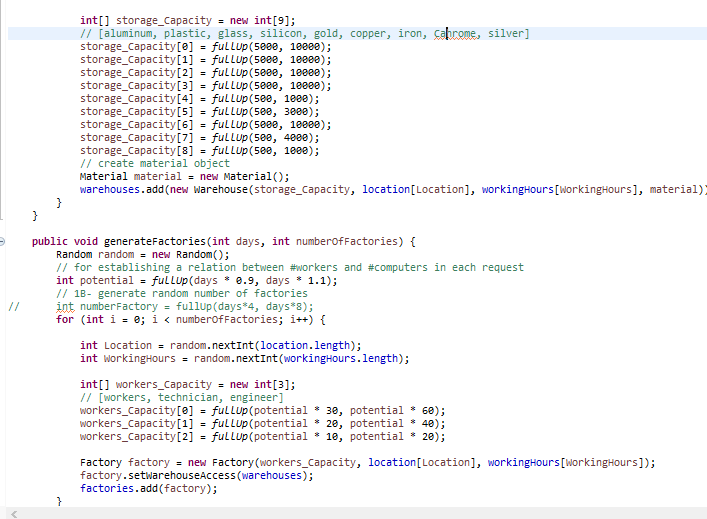 int[] storage_Capacity = new int[9];
// [aluminum, plastic, glass, silicon, gold, copper, iron, Cahrome, silver]
storage_Capacity[0] = fullUp(5000, 10000);
storage_Capacity[1] = fullUp(5000, 10000);
storage_Capacity[2] = fullUp(5000, 10000);
storage_Capacity[3] = fullUp(5000, 10000);
storage_Capacity[4] = fullUp(500, 1000);
storage_Capacity[5] = fullUp(500, 3000);
storage_Capacity[6] = fullUp(5000, 10000);
storage_Capacity[7] = fullUp(500, 4000);
storage_Capacity[8] = fullUp(500, 1000);
// create material object
Material material = new Material();
warehouses.add(new Warehouse(storage_Capacity, location[Location], workingHours[WorkingHours], material))
}
}
public void generateFactories(int days, int numberOfFactories) {
Random random = new Random();
// for establishing a relation between #workers and #computers in each request
int potential = fullUp(days * 0.9, days * 1.1);
// 1B- generate random number of factories
// int numberFactory = fullUp(days*4, days*8);
for (int i = 0; i < numberOfFactories; i++) {
int Location = random.nextInt(location.length);
int WorkingHours = random.nextInt(workingHours.length);
int[] workers_Capacity = new int[3];
// [workers, technician, engineer]
workers_Capacity[0] = fullUp(potential * 30, potential * 60);
workers_Capacity[1] = fullUp(potential * 20, potential * 40);
workers_Capacity[2] = fullUp(potential * 10, potential * 20);
Factory factory = new Factory(workers_Capacity, location[Location], workingHours[WorkingHours]);
factory.setWarehouseAccess(warehouses);
factories.add(factory);
}